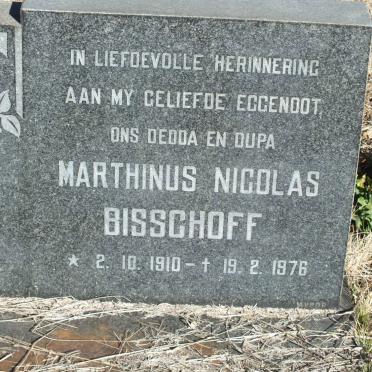 IN LIEFDEVOLLE HERINNERING
AAN MY GELIEFDE EGGENOOT,
ONS DEDDA EN OUPA
MARTHINUS NICOLAS
BISSCHOFF
* 2. 10. 1910 - † 19. 2. 1976